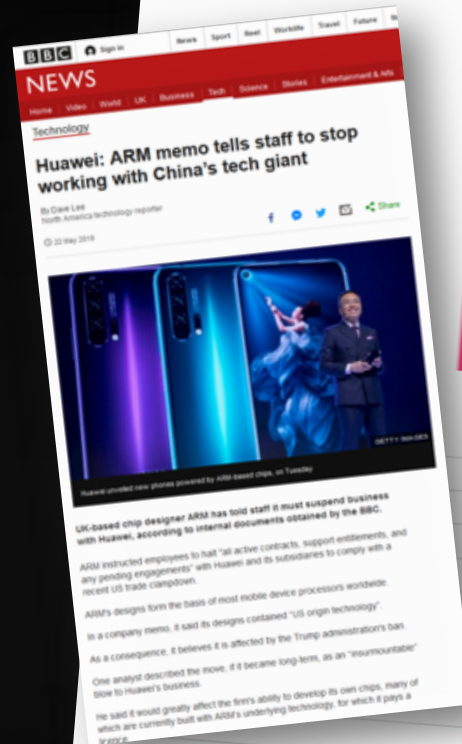 BBC Sign in News Sport Reel Worklife Travel Future
NEWS
Home Video World UK Business Tech Science Stories Entertainment & Arts
Technology
Huawei: ARM memo tells staff to stop
working with China's tech giant
By Dave Lee
North America technology reporter
22 May 2019
Share
GETTY IMAGES
Huawei unveiled new phones powered by ARM-based chips, on Tuesday
UK-based chip designer ARM has told staff it must suspend business
with Huawei, according to internal documents obtained by the BBC.
ARM instructed employees to halt "all active contracts, support entitlements, and
any pending engagements" with Huawei and its subsidiaries to comply with a
recent US trade clampdown.
ARM's designs form the basis of most mobile device processors worldwide.
In a company memo, it said its designs contained "US origin technology".
As a consequence, it believes it is affected by the Trump administration's ban.
One analyst described the move, if it became long-term, as an "insurmountable"
blow to Huawei's business.
He said it would greatly affect the firm's ability to develop its own chips, many of
which are currently built with ARM's underlying technology, for which it pays a
licence.